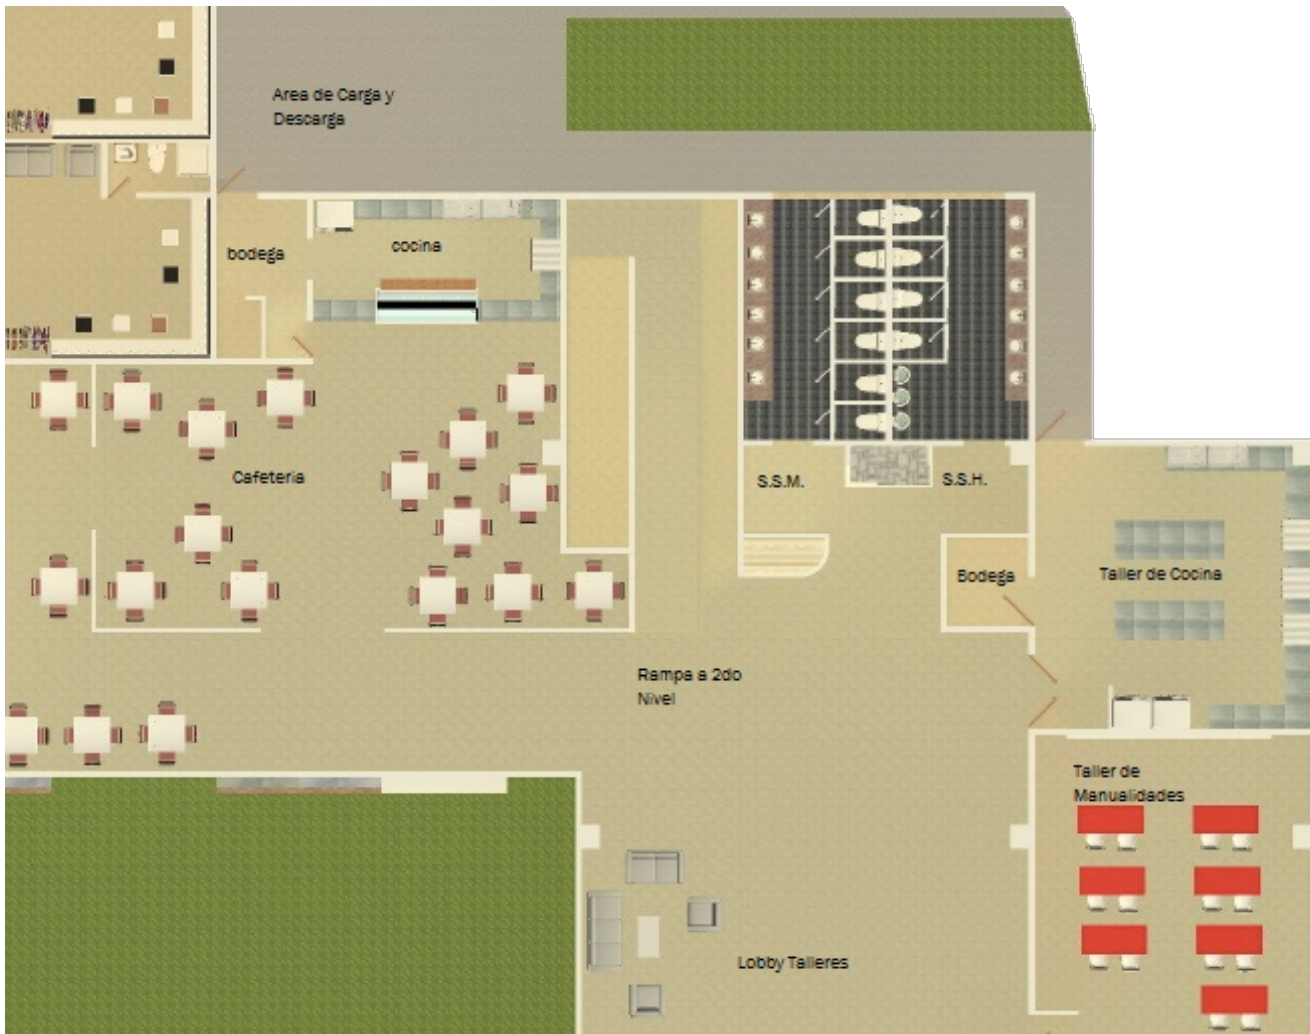 Area de Carga y
Descarga
bodega
cocina
Cafeteria
S.S.M.
S.S.H.
Bodega
Taller de Cocina
Rampa a 2do
Nivel
Taller de
Manualidades
Lobby Talleres